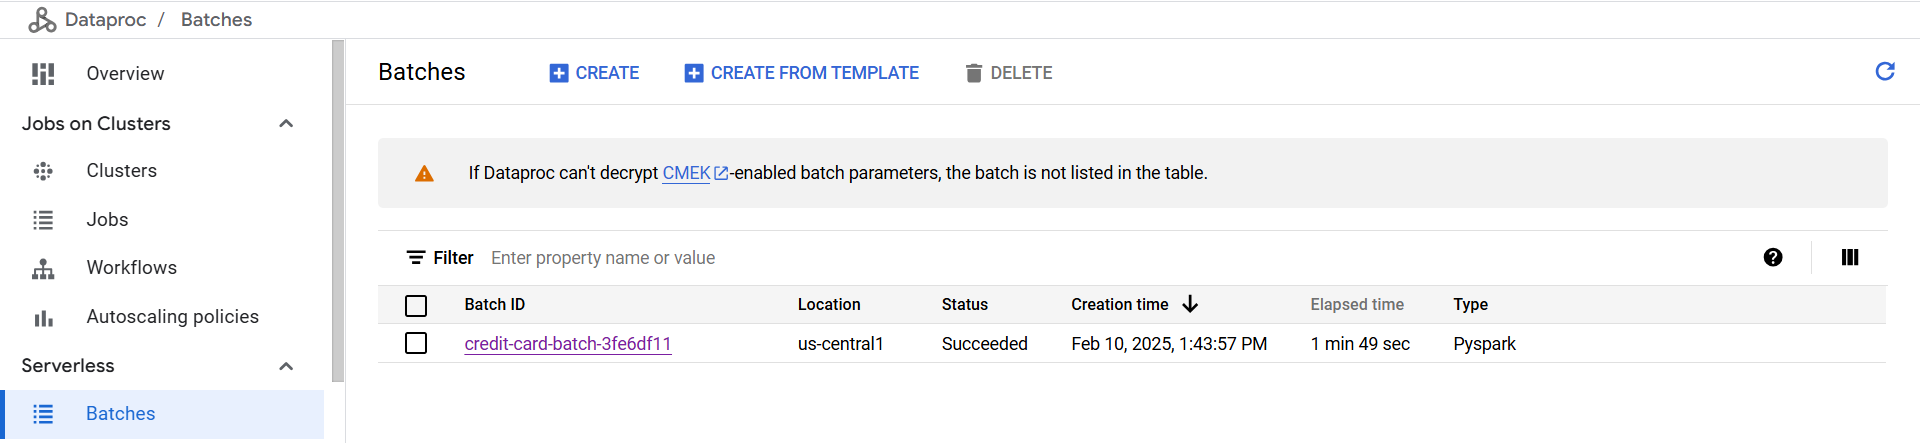 Dataproc / Batches
Overview
Jobs on Clusters
Clusters
Jobs
Workflows
Autoscaling policies
Serverless
Batches
Batches CREATE CREATE FROM TEMPLATE DELETE
If Dataproc can't decrypt CMEK-enabled batch parameters, the batch is not listed in the table.
Filter Enter property name or value
Batch ID Location Status Creation time Elapsed time Type
credit-card-batch-3fe6df11 us-central1 Succeeded Feb 10, 2025, 1:43:57 PM 1 min 49 sec Pyspark